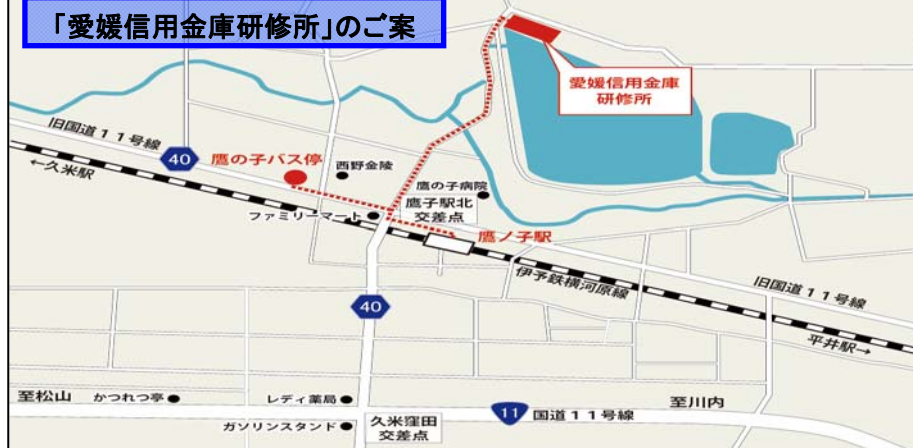 「愛媛信用金庫研修所」のご案
愛媛信用金庫
研修所
旧国道11号線
40
鷹の子バス停
西野金陵
←久米駅
鷹の子病院
鷹子駅北
交差点
ファミリーマート
鷹ノ子駅
伊予鉄横河原線
旧国道11号線
40
平井駅→
至松山
かつれつ亭
レディ薬局
11
国道11号線
至川内
ガソリンスタンド
久米窪田
交差点